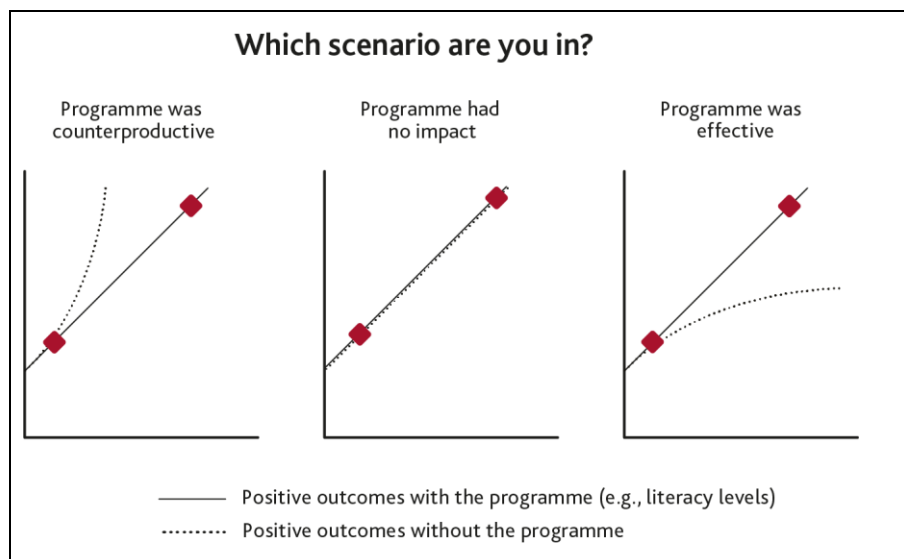 Which scenario are you in?
Programme was
counterproductive
Programme had
no impact
Programme was
effective
Positive outcomes with the programme (e.g., literacy levels)
Positive outcomes without the programme